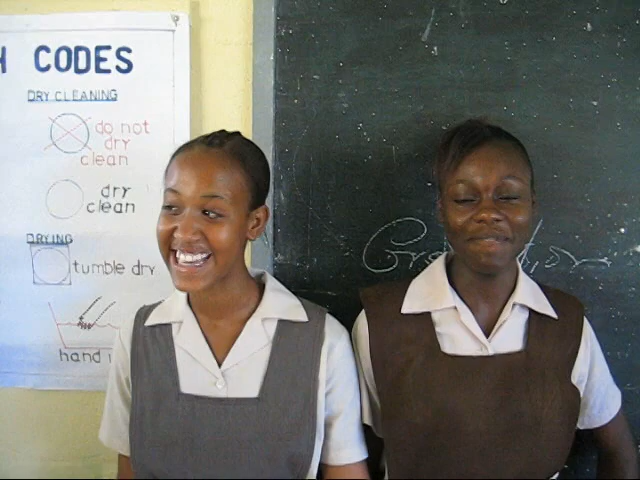 CODES
DRY CLEANING
do not
dry
clean
dry
clean
DRYING
tumble dry
hand